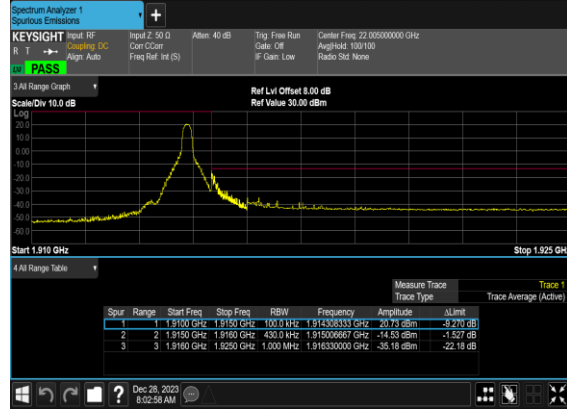 Spectrum Analyzer 1
Spurious Emissions
KEYSIGHT Input: RF Input Z: 50 Ω Atten: 40 dB Trig: Free Run Center Freq: 22.005000000 GHz
R T Coupling: DC Corr CCorr Gate: Off Avg|Hold: 100/100
Align: Auto Freq Ref: Int (S) IF Gain: Low Radio Std: None
PASS
3 All Range Graph
Ref Lvl Offset 8.00 dB
Scale/Div 10.0 dB Ref Value 30.00 dBm
Log
20.0
10.0
0.00
-10.0
-20.0
-30.0
-40.0
-50.0
-60.0
Start 1.910 GHz Stop 1.925 GH
4 All Range Table
Measure Trace Trace 1
Trace Type Trace Average (Active)
Spur Range Start Freq Stop Freq RBW Frequency Amplitude ΔLimit
1 1 1.9100 GHz 1.9150 GHz 100.0 kHz 1.914308333 GHz 20.73 dBm -9.270 dB
2 2 1.9150 GHz 1.9160 GHz 430.0 kHz 1.915006667 GHz -14.53 dBm -1.527 dB
3 3 1.9160 GHz 1.9250 GHz 1.000 MHz 1.916330000 GHz -35.18 dBm -22.18 dB
? Dec 28, 2023
8:02:58 AM